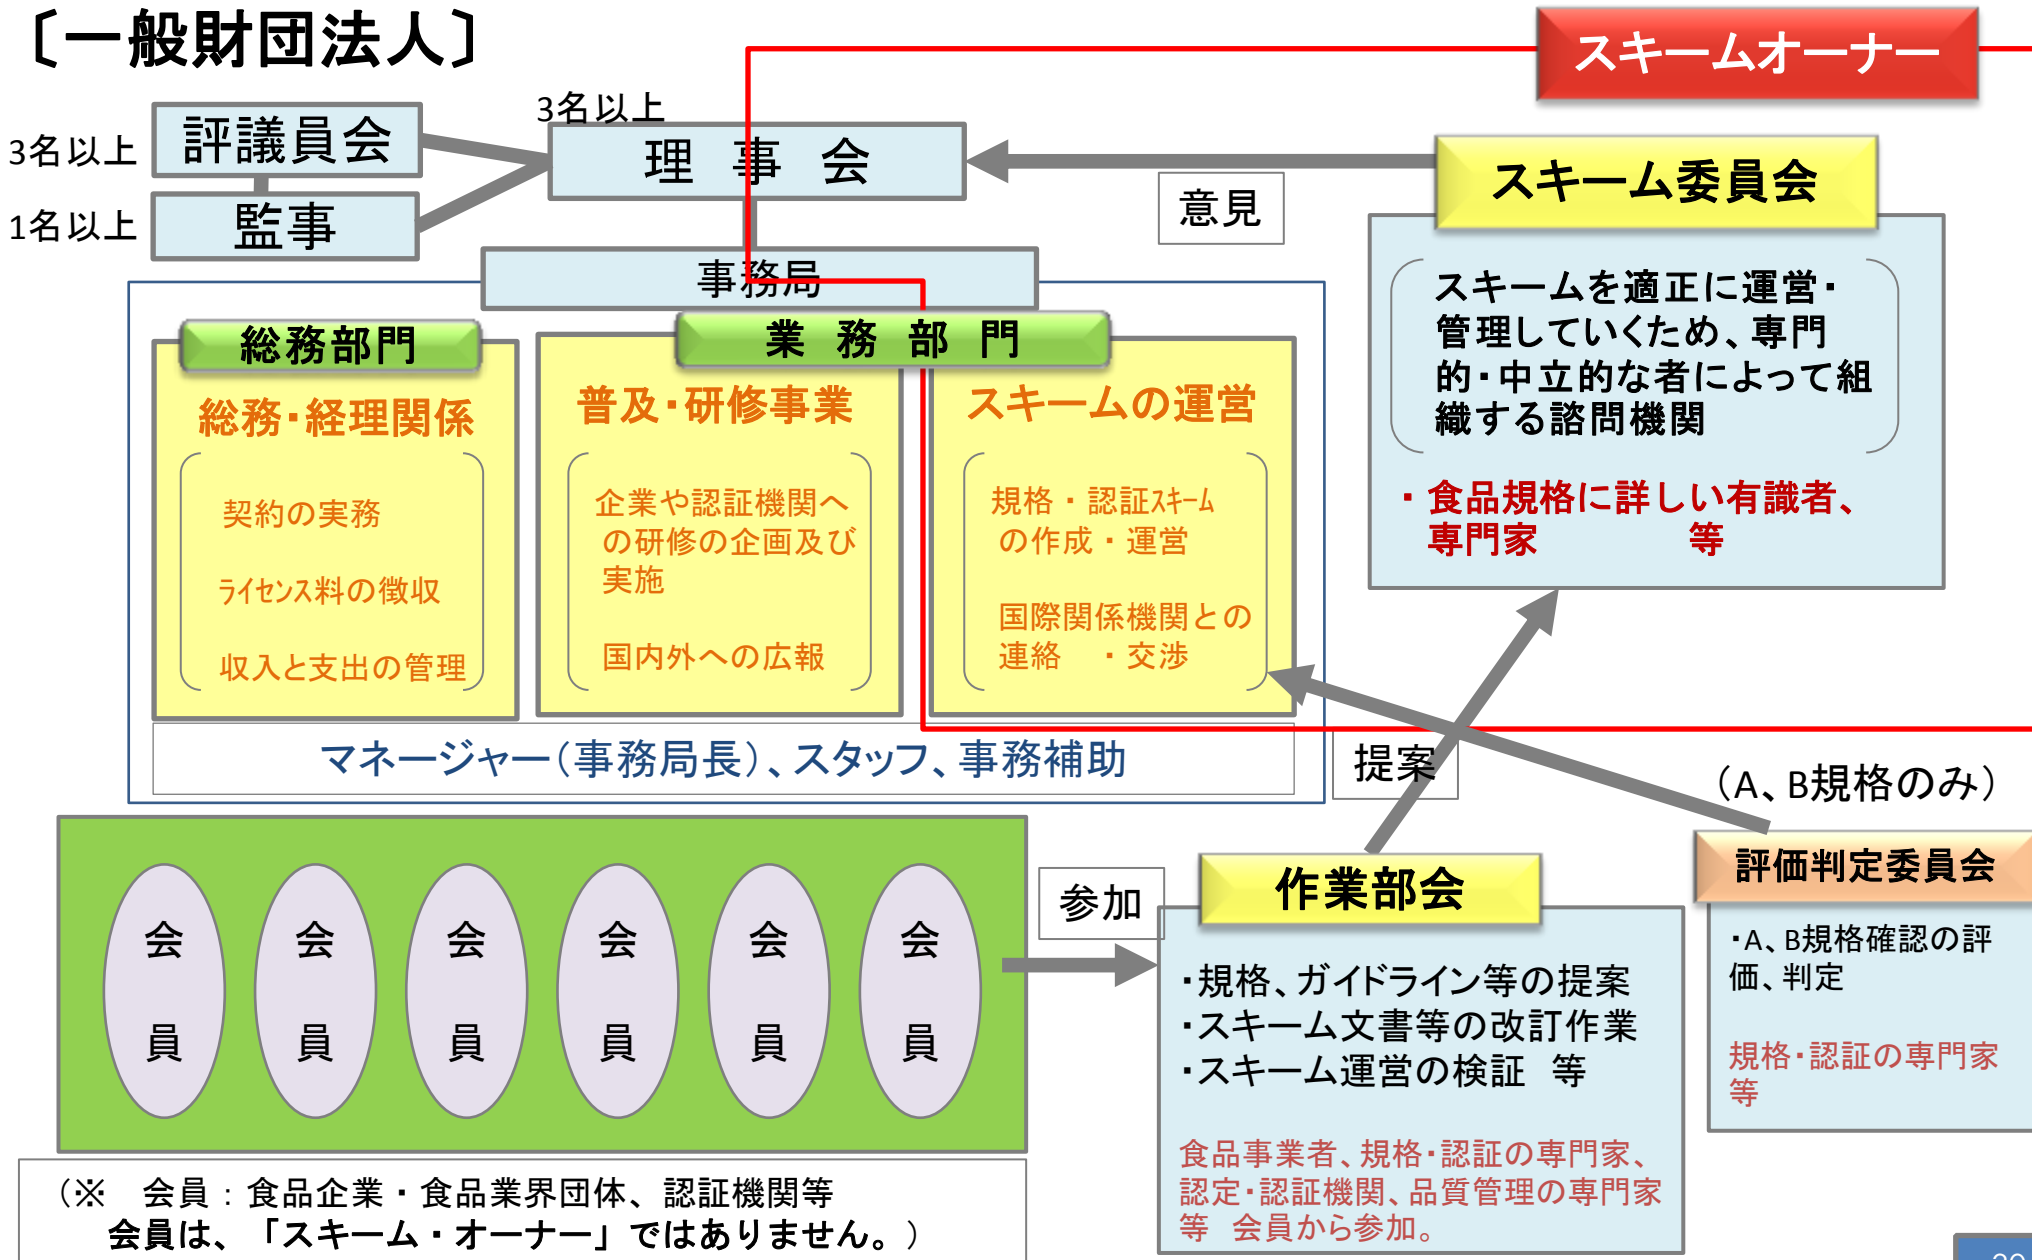 〔一般財団法人〕
スキームオーナー
3名以上
評議員会
3名以上
理 事 会
1名以上
監事
意見
スキーム委員会
スキームを適正に運営・
管理していくため、専門
的・中立的な者によって組
織する諮問機関
・食品規格に詳しい有識者、
専門家 等
事務局
総務部門
業 務 部 門
総務・経理関係
契約の実務
ライセンス料の徴収
収入と支出の管理
普及・研修事業
企業や認証機関へ
の研修の企画及び
実施
国内外への広報
スキームの運営
規格・認証スキーム
の作成・運営
国際関係機関との
連絡 ・交渉
マネージャー(事務局長)、スタッフ、事務補助
提案
(A、B規格のみ)
会員
会員
会員
会員
会員
会員
参加
作業部会
・規格、ガイドライン等の提案
・スキーム文書等の改訂作業
・スキーム運営の検証 等
食品事業者、規格・認証の専門家、
認定・認証機関、品質管理の専門家
等 会員から参加。
評価判定委員会
・A、B規格確認の評
価、判定
規格・認証の専門家
等
(※ 会員:食品企業・食品業界団体、認証機関等
会員は、「スキーム・オーナー」ではありません。)